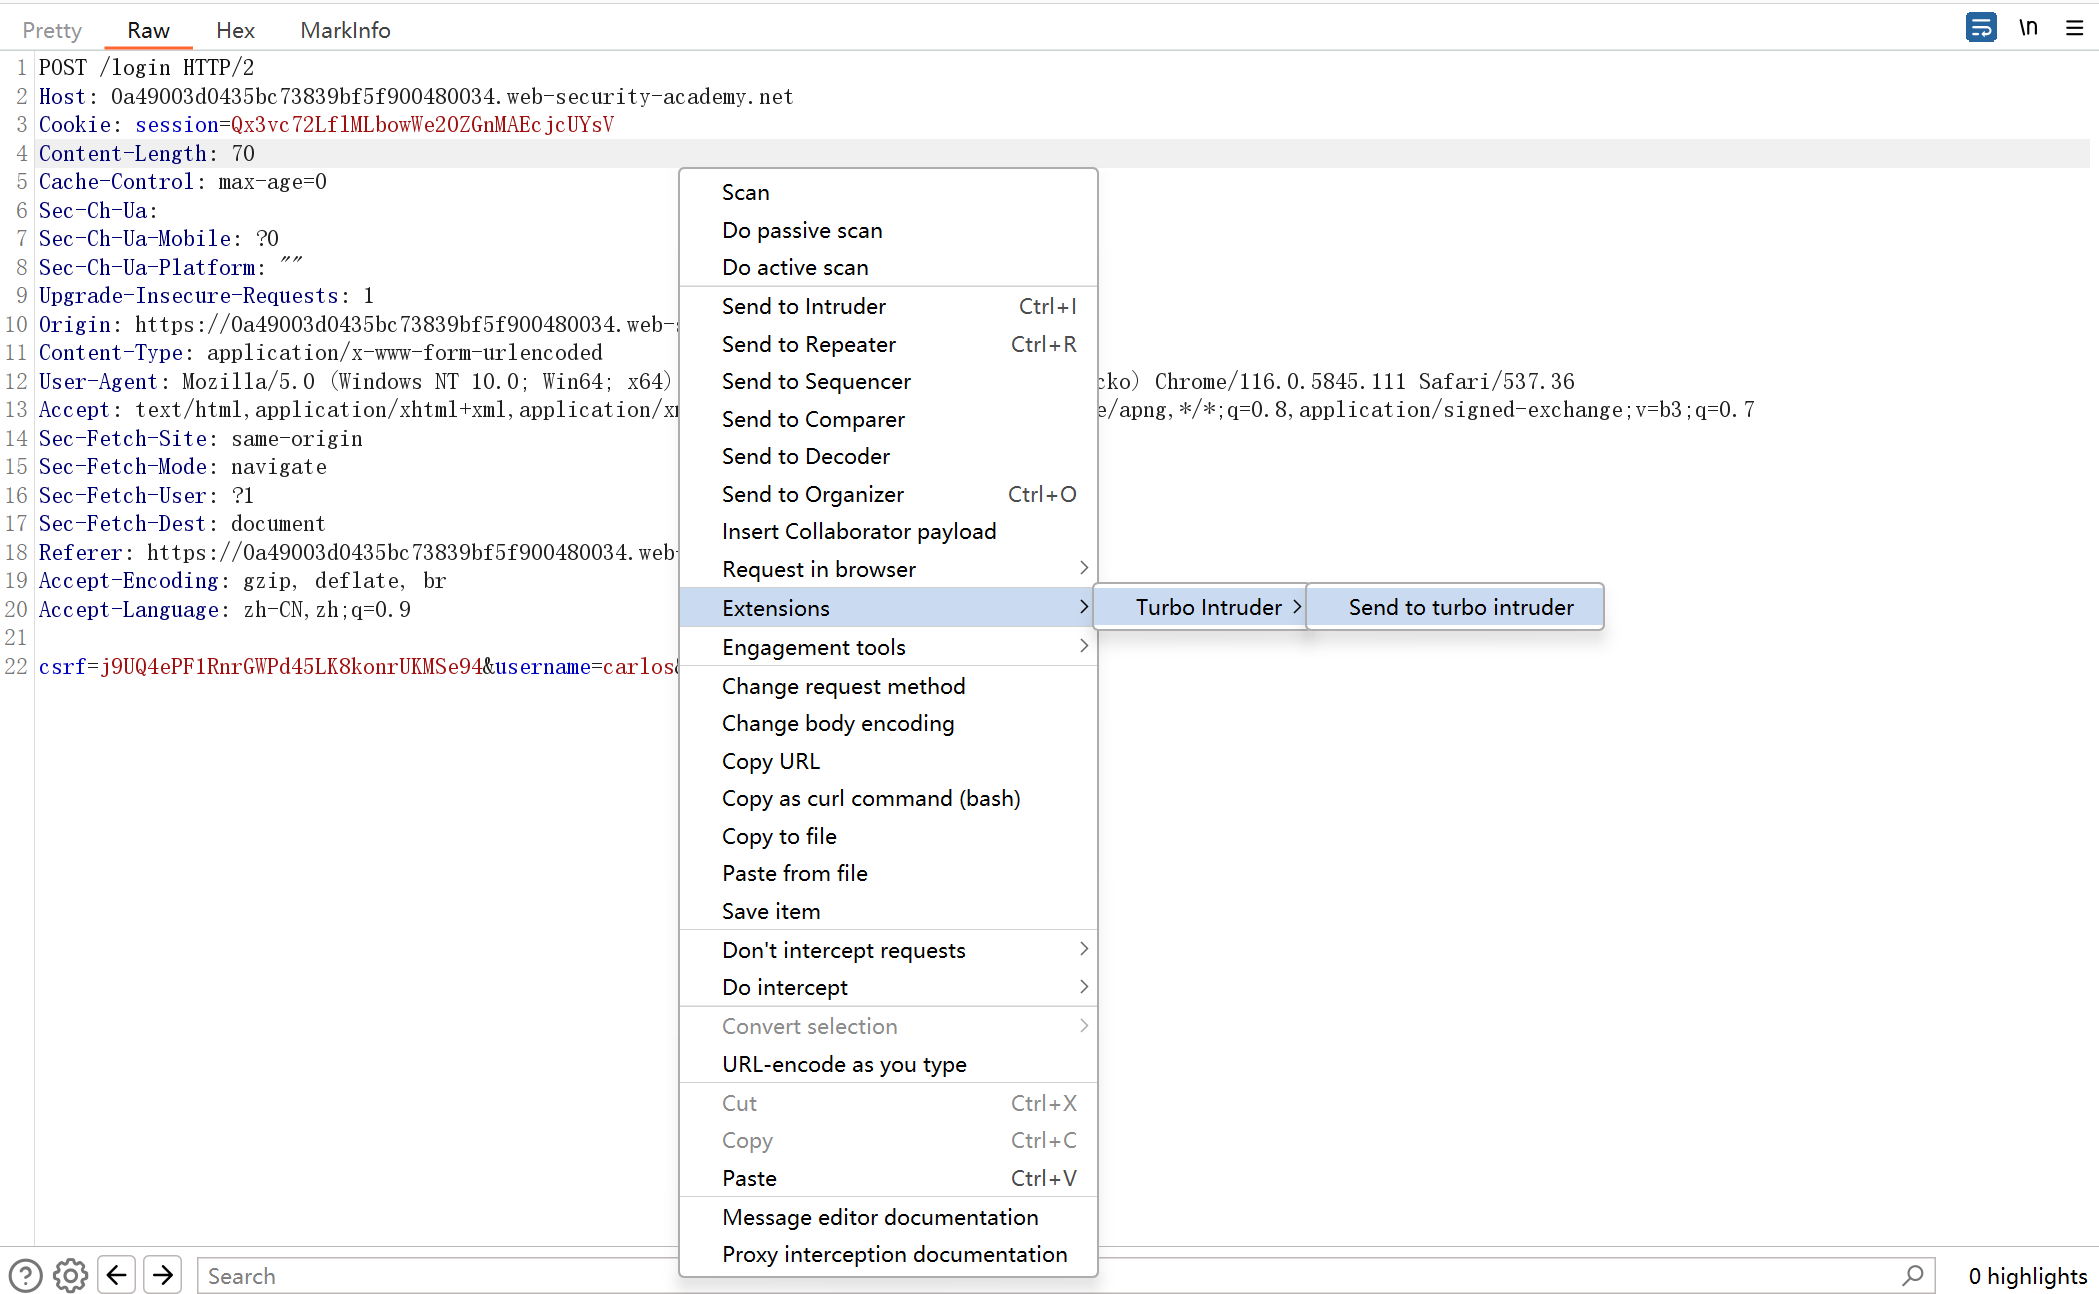 Pretty Raw Hex MarkInfo \n
1 POST /login HTTP/2
2 Host: 0a49003d0435bc73839bf5f900480034.web-security-academy.net
3 Cookie: session=Qx3vc72LflMLbowWe2OZGnMAEcjcUYsV
4 Content-Length: 70
5 Cache-Control: max-age=0
6 Sec-Ch-Ua:
7 Sec-Ch-Ua-Mobile: ?0
8 Sec-Ch-Ua-Platform: ""
9 Upgrade-Insecure-Requests: 1
10 Origin: https://0a49003d0435bc73839bf5f900480034.web-
11 Content-Type: application/x-www-form-urlencoded
12 User-Agent: Mozilla/5.0 (Windows NT 10.0; Win64; x64) cko) Chrome/116.0.5845.111 Safari/537.36
13 Accept: text/html,application/xhtml+xml,application/x e/apng,*/*;q=0.8,application/signed-exchange;v=b3;q=0.7
14 Sec-Fetch-Site: same-origin
15 Sec-Fetch-Mode: navigate
16 Sec-Fetch-User: ?1
17 Sec-Fetch-Dest: document
18 Referer: https://0a49003d0435bc73839bf5f900480034.web-
19 Accept-Encoding: gzip, deflate, br
20 Accept-Language: zh-CN,zh;q=0.9
21
22 csrf=j9UQ4ePF1RnrGWPd45LK8konrUKMSe94&username=carlos&
Scan
Do passive scan
Do active scan
Send to Intruder Ctrl+I
Send to Repeater Ctrl+R
Send to Sequencer
Send to Comparer
Send to Decoder
Send to Organizer Ctrl+O
Insert Collaborator payload
Request in browser
Extensions
Turbo Intruder
Send to turbo intruder
Engagement tools
Change request method
Change body encoding
Copy URL
Copy as curl command (bash)
Copy to file
Paste from file
Save item
Don't intercept requests
Do intercept
Convert selection
URL-encode as you type
Cut Ctrl+X
Copy Ctrl+C
Paste Ctrl+V
Message editor documentation
Proxy interception documentation
Search
0 highlights